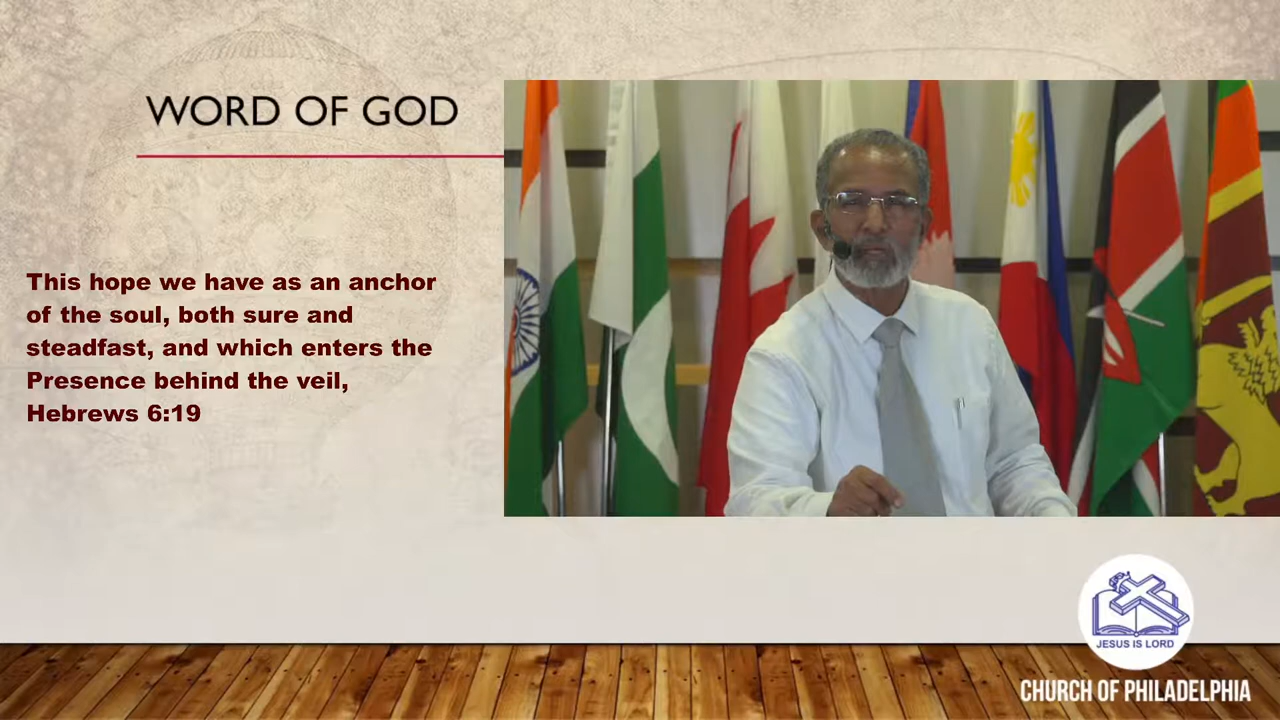 WORD OF GOD
This hope we have as an anchor
of the soul, both sure and
steadfast, and which enters the
Presence behind the veil,
Hebrews 6:19
JESUS IS LORD
CHURCH OF PHILADELPHIA